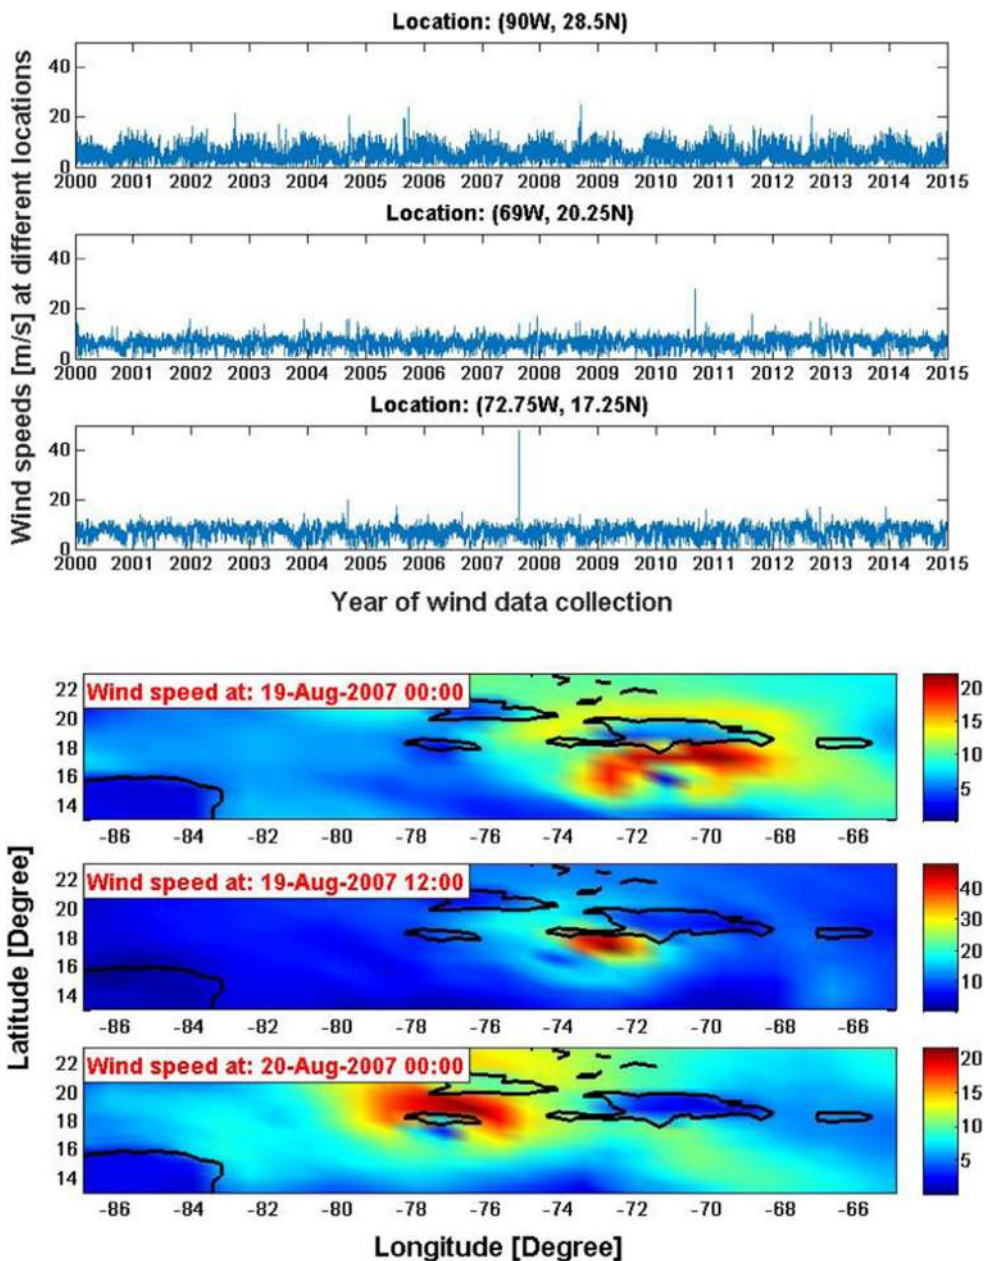 Location: (90W, 28.5N)
40
20
0
2000 2001 2002 2003 2004 2005 2006 2007 2008 2009 2010 2011 2012 2013 2014 2015
Location: (69W, 20.25N)
40
20
0
2000 2001 2002 2003 2004 2005 2006 2007 2008 2009 2010 2011 2012 2013 2014 2015
Location: (72.75W, 17.25N)
40
20
0
2000 2001 2002 2003 2004 2005 2006 2007 2008 2009 2010 2011 2012 2013 2014 2015
Wind speeds [m/s] at different locations
Year of wind data collection
Wind speed at: 19-Aug-2007 00:00
22
20
18
16
14
-86 -84 -82 -80 -78 -76 -74 -72 -70 -68 -66
20
15
10
5
Wind speed at: 19-Aug-2007 12:00
22
20
18
16
14
-86 -84 -82 -80 -78 -76 -74 -72 -70 -68 -66
40
30
20
10
Wind speed at: 20-Aug-2007 00:00
22
20
18
16
14
-86 -84 -82 -80 -78 -76 -74 -72 -70 -68 -66
20
15
10
5
Latitude [Degree]
Longitude [Degree]